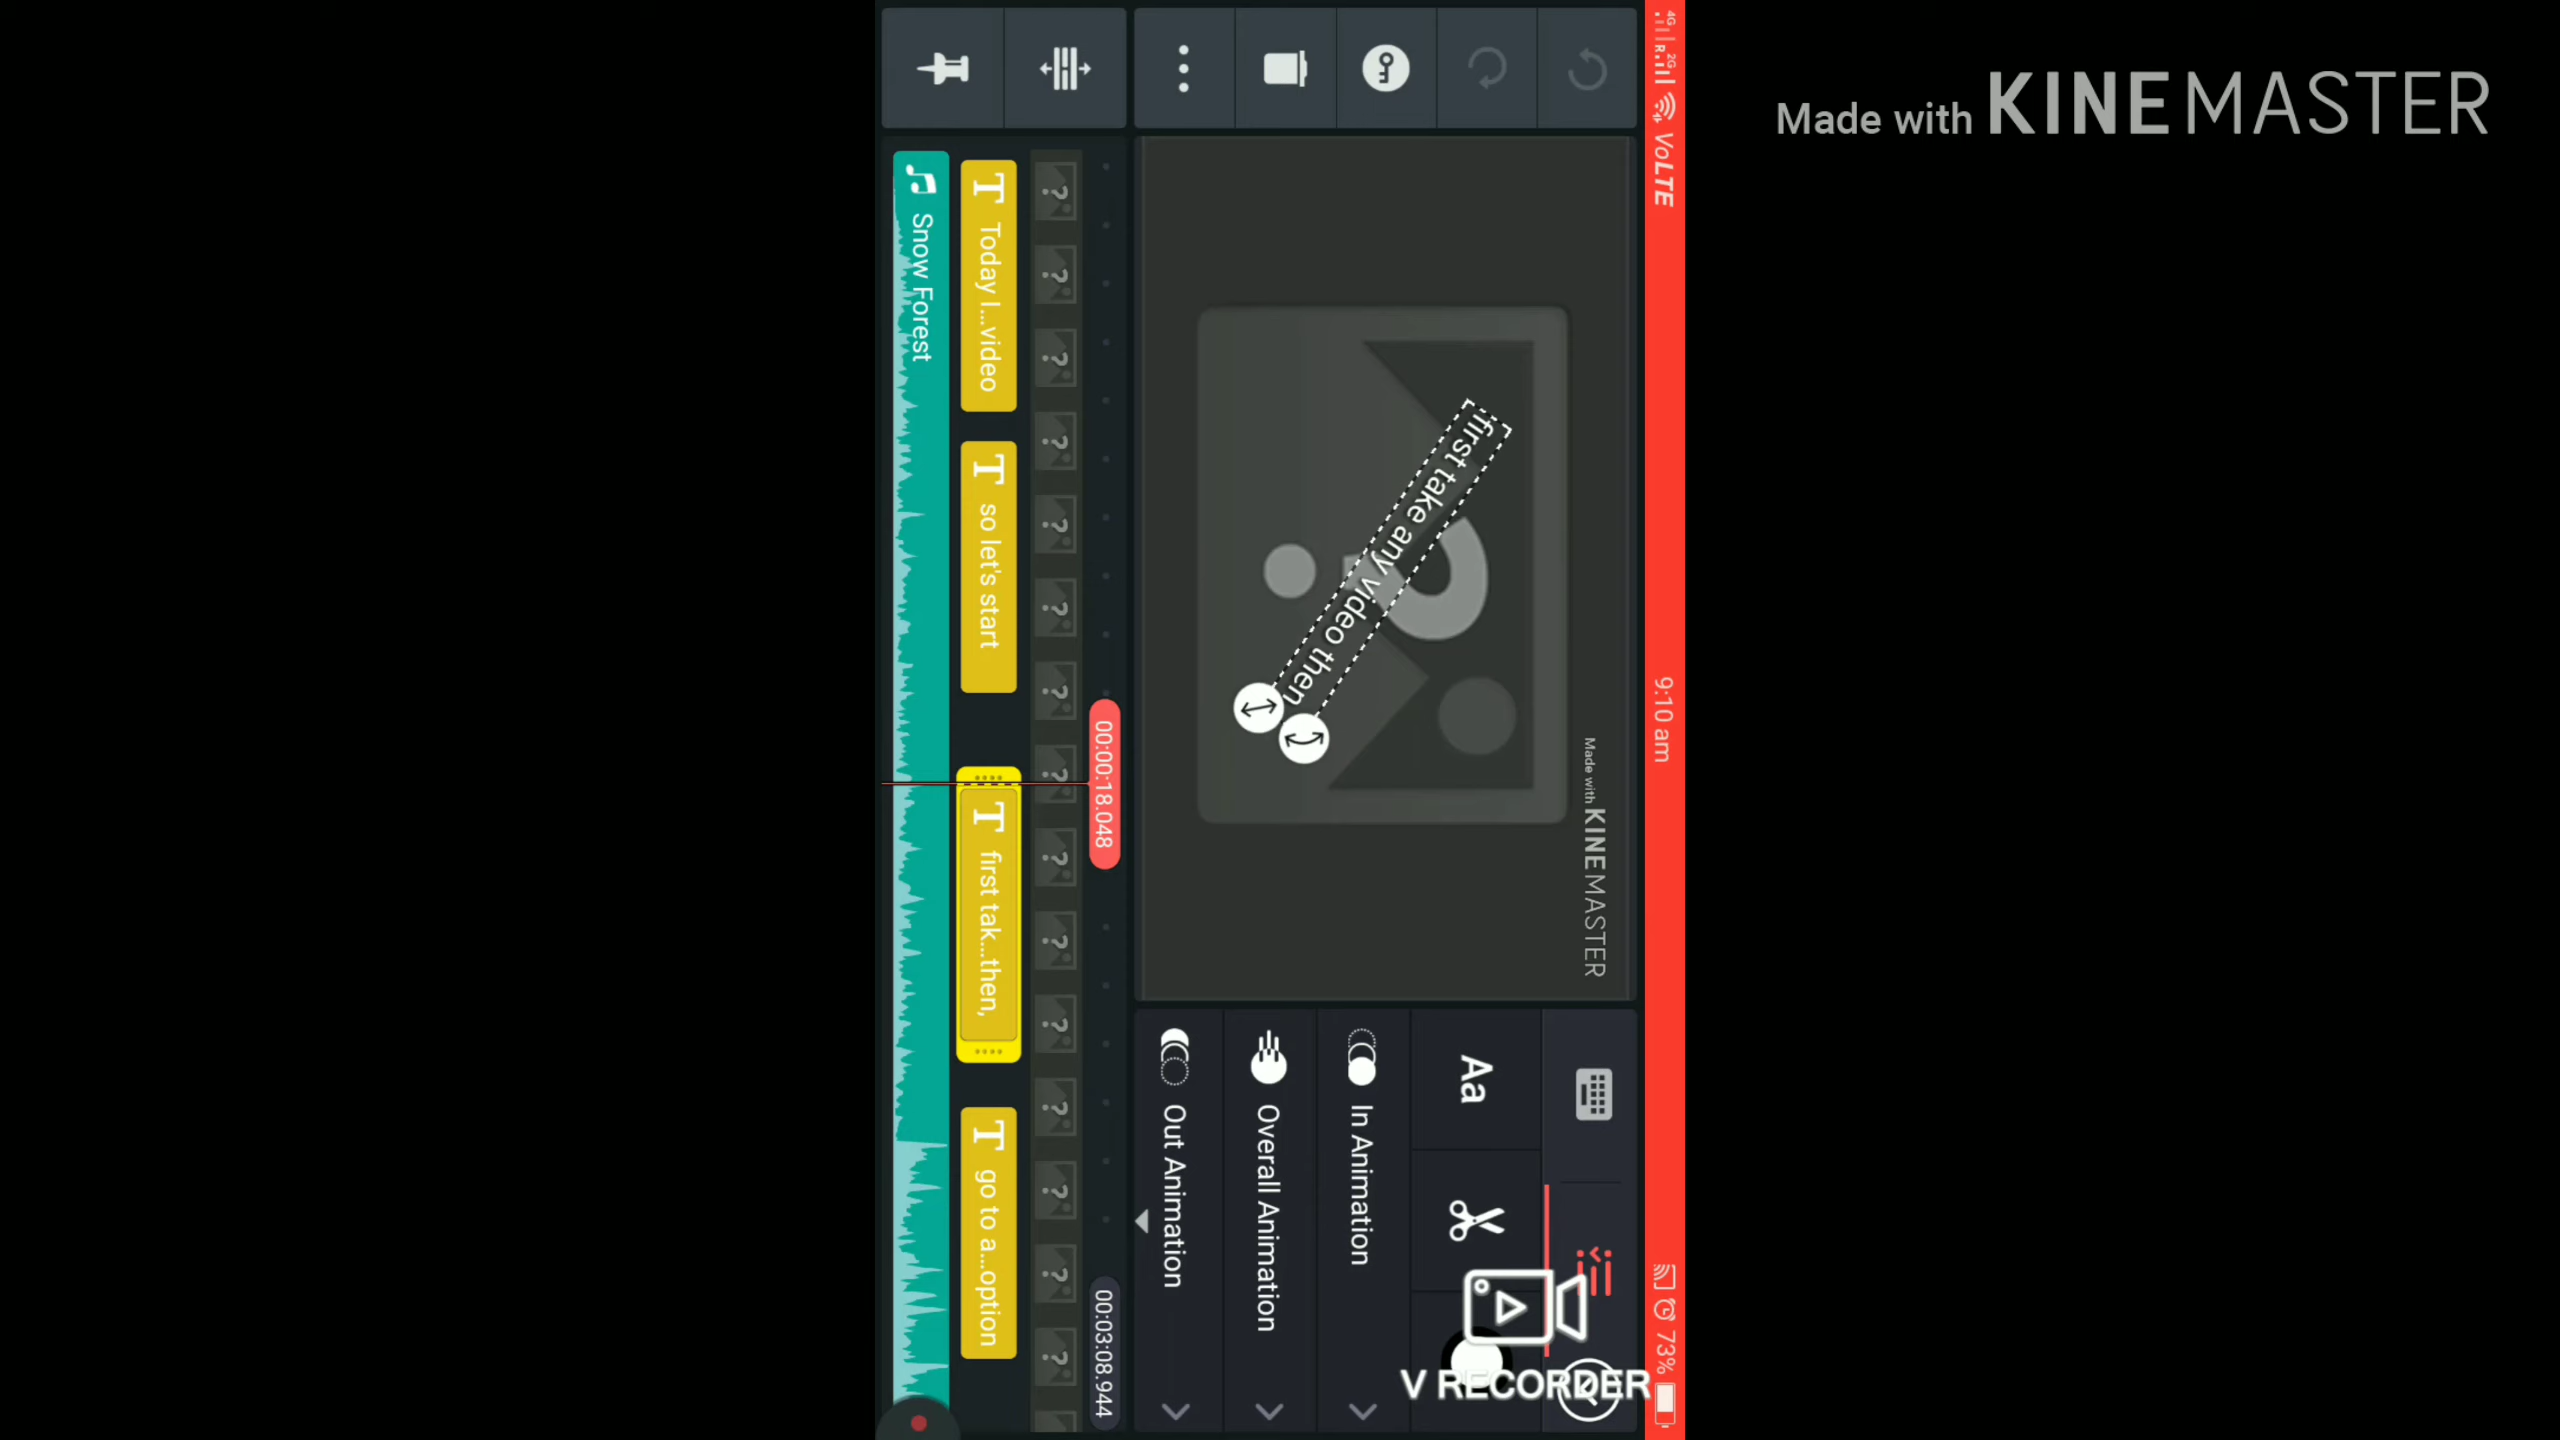 Made with KINEMASTER
4G R 2G VoLTE 9:10 am 73%
Made with KINEMASTER
first take any video then
Aa
In Animation
Overall Animation
Out Animation
V RECORDER
00:00:18.048
00:03:08.944
Today I...video
so let's start
first tak...then,
go to a...option
Snow Forest